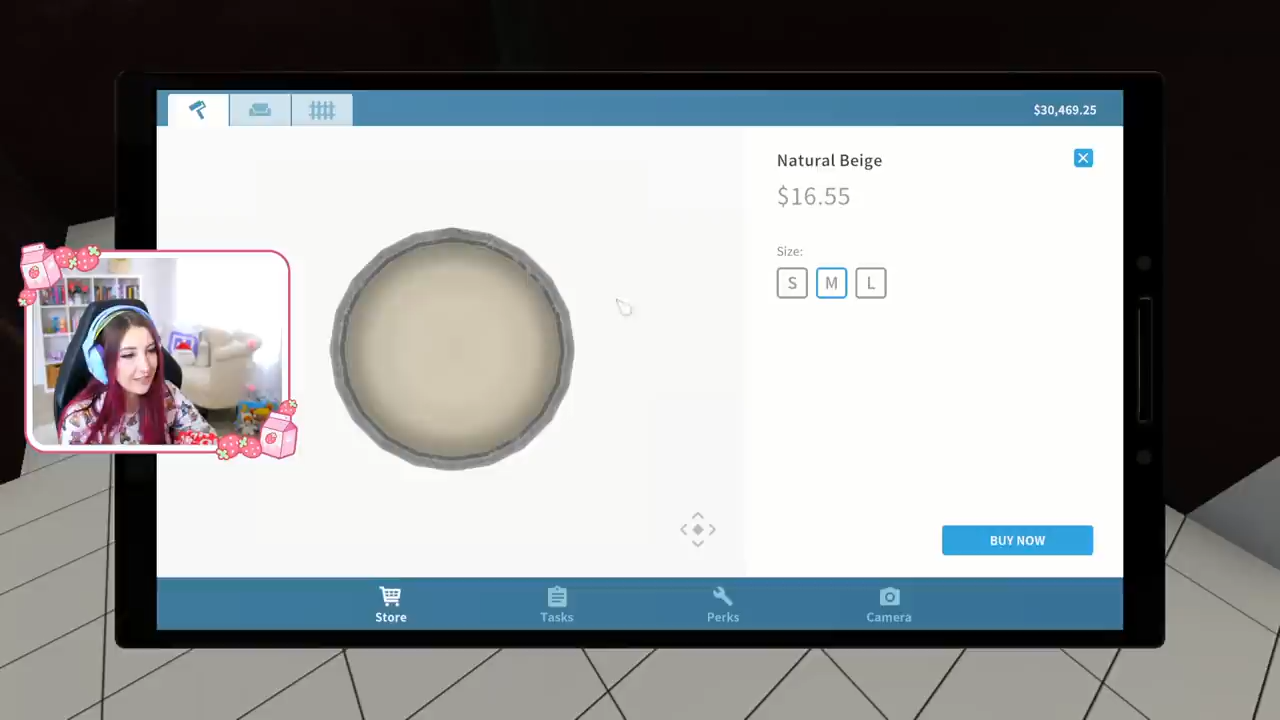 $30,469.25
Natural Beige
$16.55
Size:
S M L
BUY NOW
Store Tasks Perks Camera